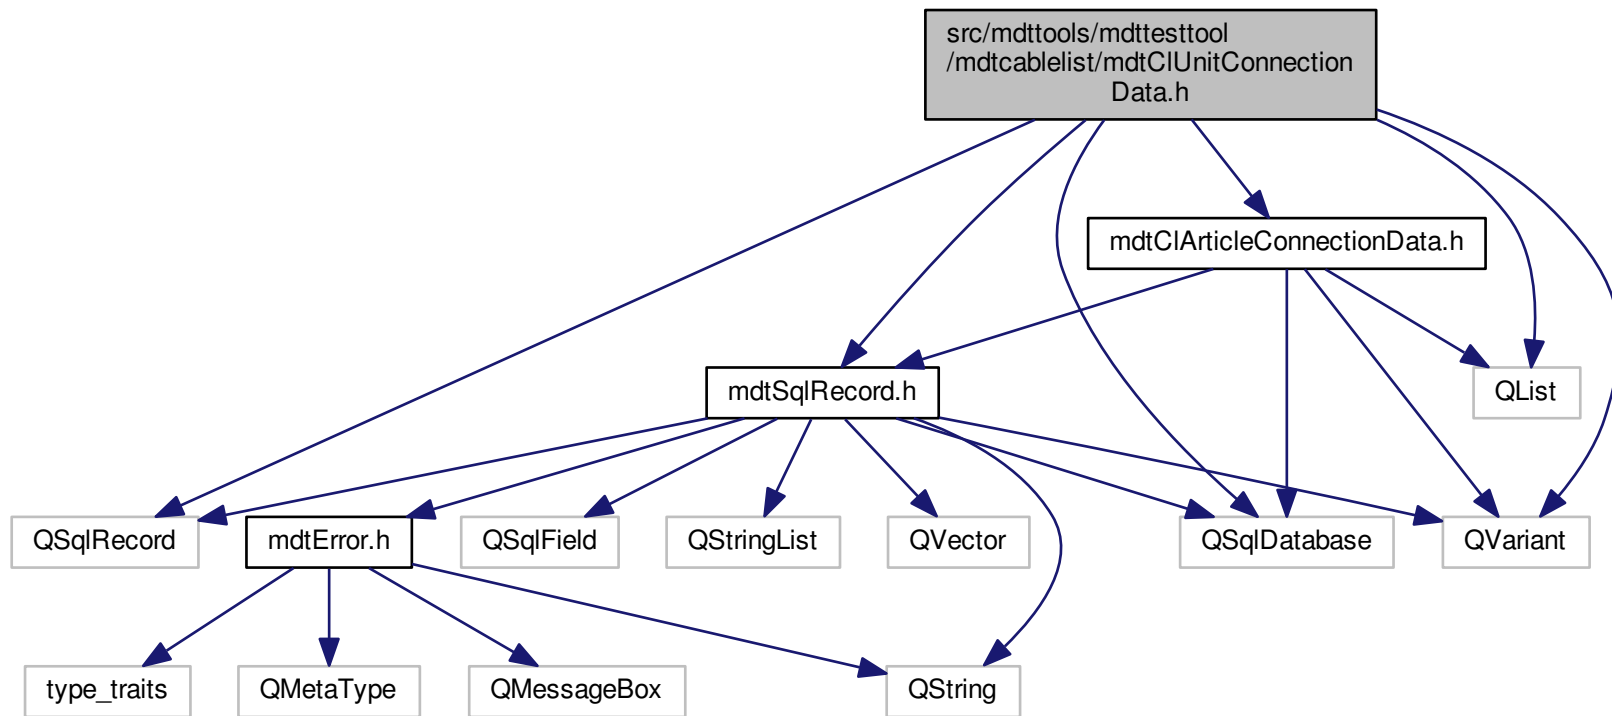 src/mdttools/mdttesttool
/mdtcablelist/mdtClUnitConnection
Data.h
mdtClArticleConnectionData.h
mdtSqlRecord.h
QList
QSqlRecord
mdtError.h
QSqlField
QStringList
QVector
QSqlDatabase
QVariant
type_traits
QMetaType
QMessageBox
QString